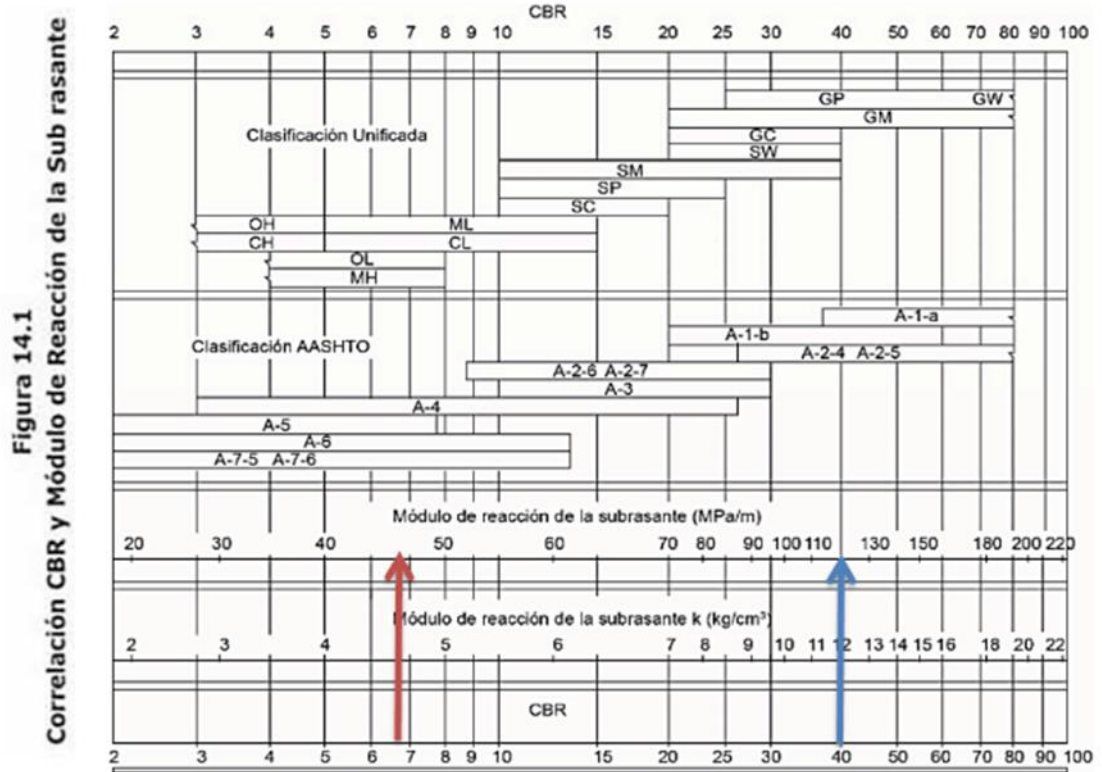 Figura 14.1
Correlación CBR y Módulo de Reacción de la Sub rasante
CBR
2 3 4 5 6 7 8 9 10 15 20 25 30 40 50 60 70 80 90 100
GP GW
GM
Clasificación Unificada
GC
SW
SM
SP
SC
OH ML
CH CL
OL
MH
A-1-a
A-1-b
Clasificación AASHTO
A-2-4 A-2-5
A-2-6 A-2-7
A-3
A-4
A-5
A-6
A-7-5 A-7-6
Módulo de reacción de la subrasante (MPa/m)
20 30 40 50 60 70 80 90 100 110 130 150 180 200 220
Módulo de reacción de la subrasante k (kg/cm³)
2 3 4 5 6 7 8 9 10 11 12 13 14 15 16 18 20 22
CBR
2 3 4 5 6 7 8 9 10 15 20 25 30 40 50 60 70 80 90 100